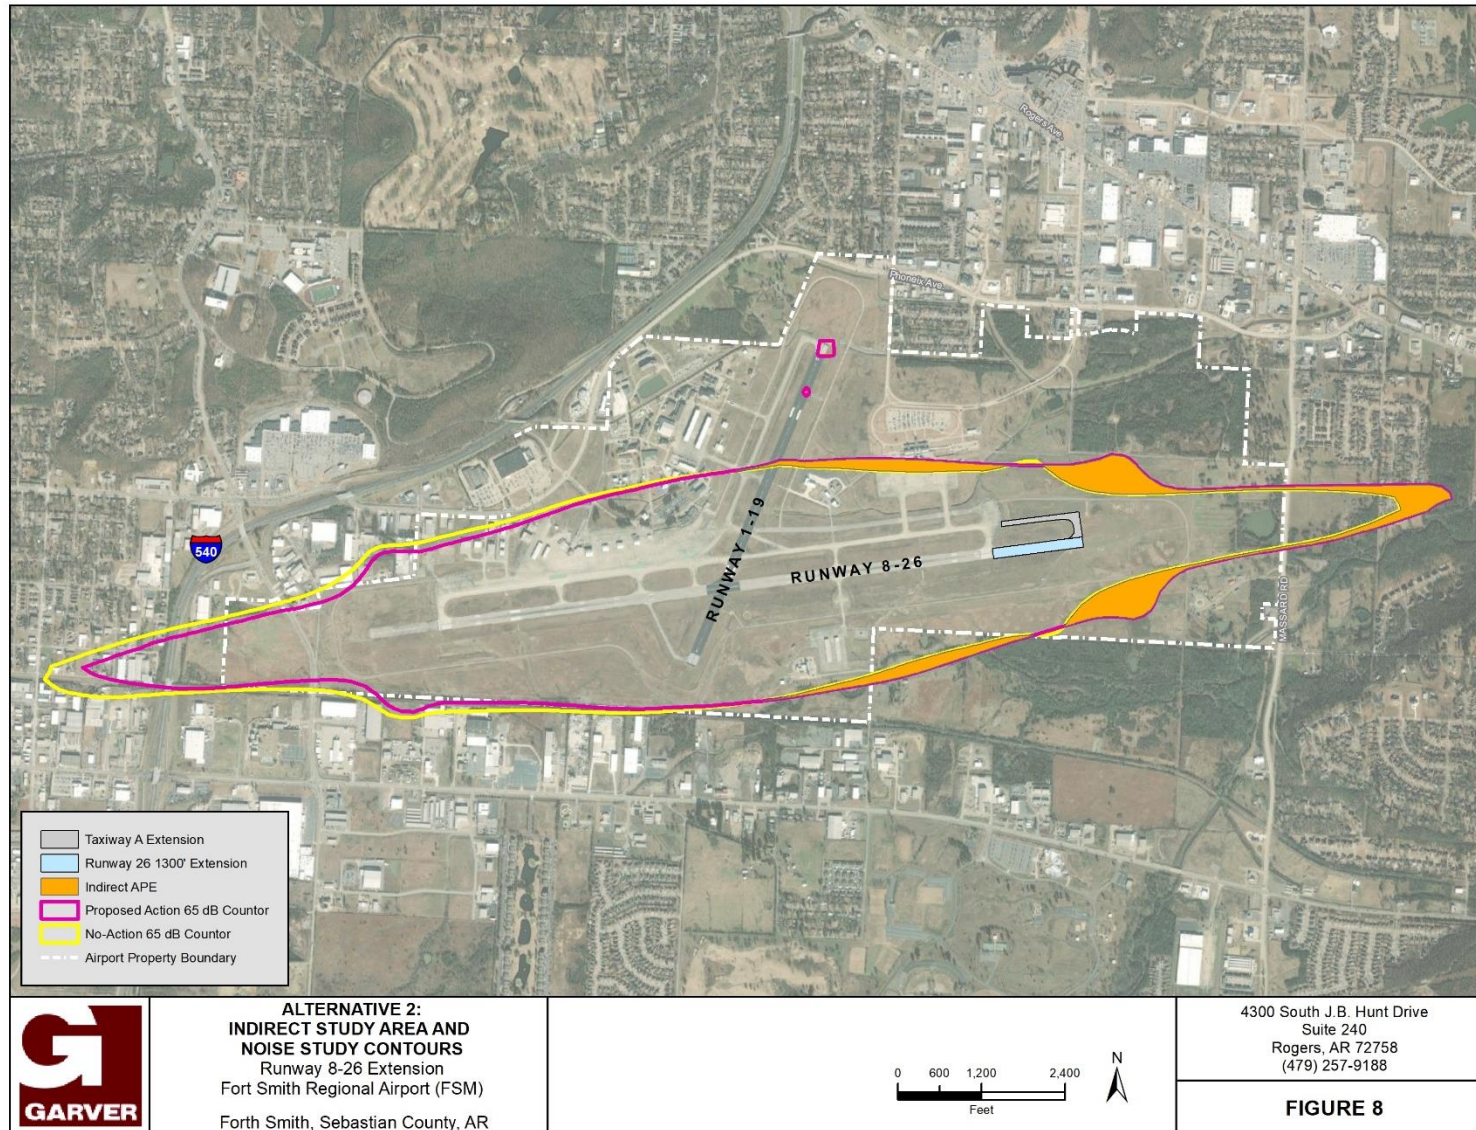 Rogers Ave.
Phoneix Ave.
540
RUNWAY 1-19
RUNWAY 8-26
MASSARD RD
Taxiway A Extension
Runway 26 1300' Extension
Indirect APE
Proposed Action 65 dB Countor
No-Action 65 dB Countor
Airport Property Boundary
G
GARVER
ALTERNATIVE 2:
INDIRECT STUDY AREA AND
NOISE STUDY CONTOURS
Runway 8-26 Extension
Fort Smith Regional Airport (FSM)
Forth Smith, Sebastian County, AR
0 600 1,200 2,400
Feet
N
4300 South J.B. Hunt Drive
Suite 240
Rogers, AR 72758
(479) 257-9188
FIGURE 8